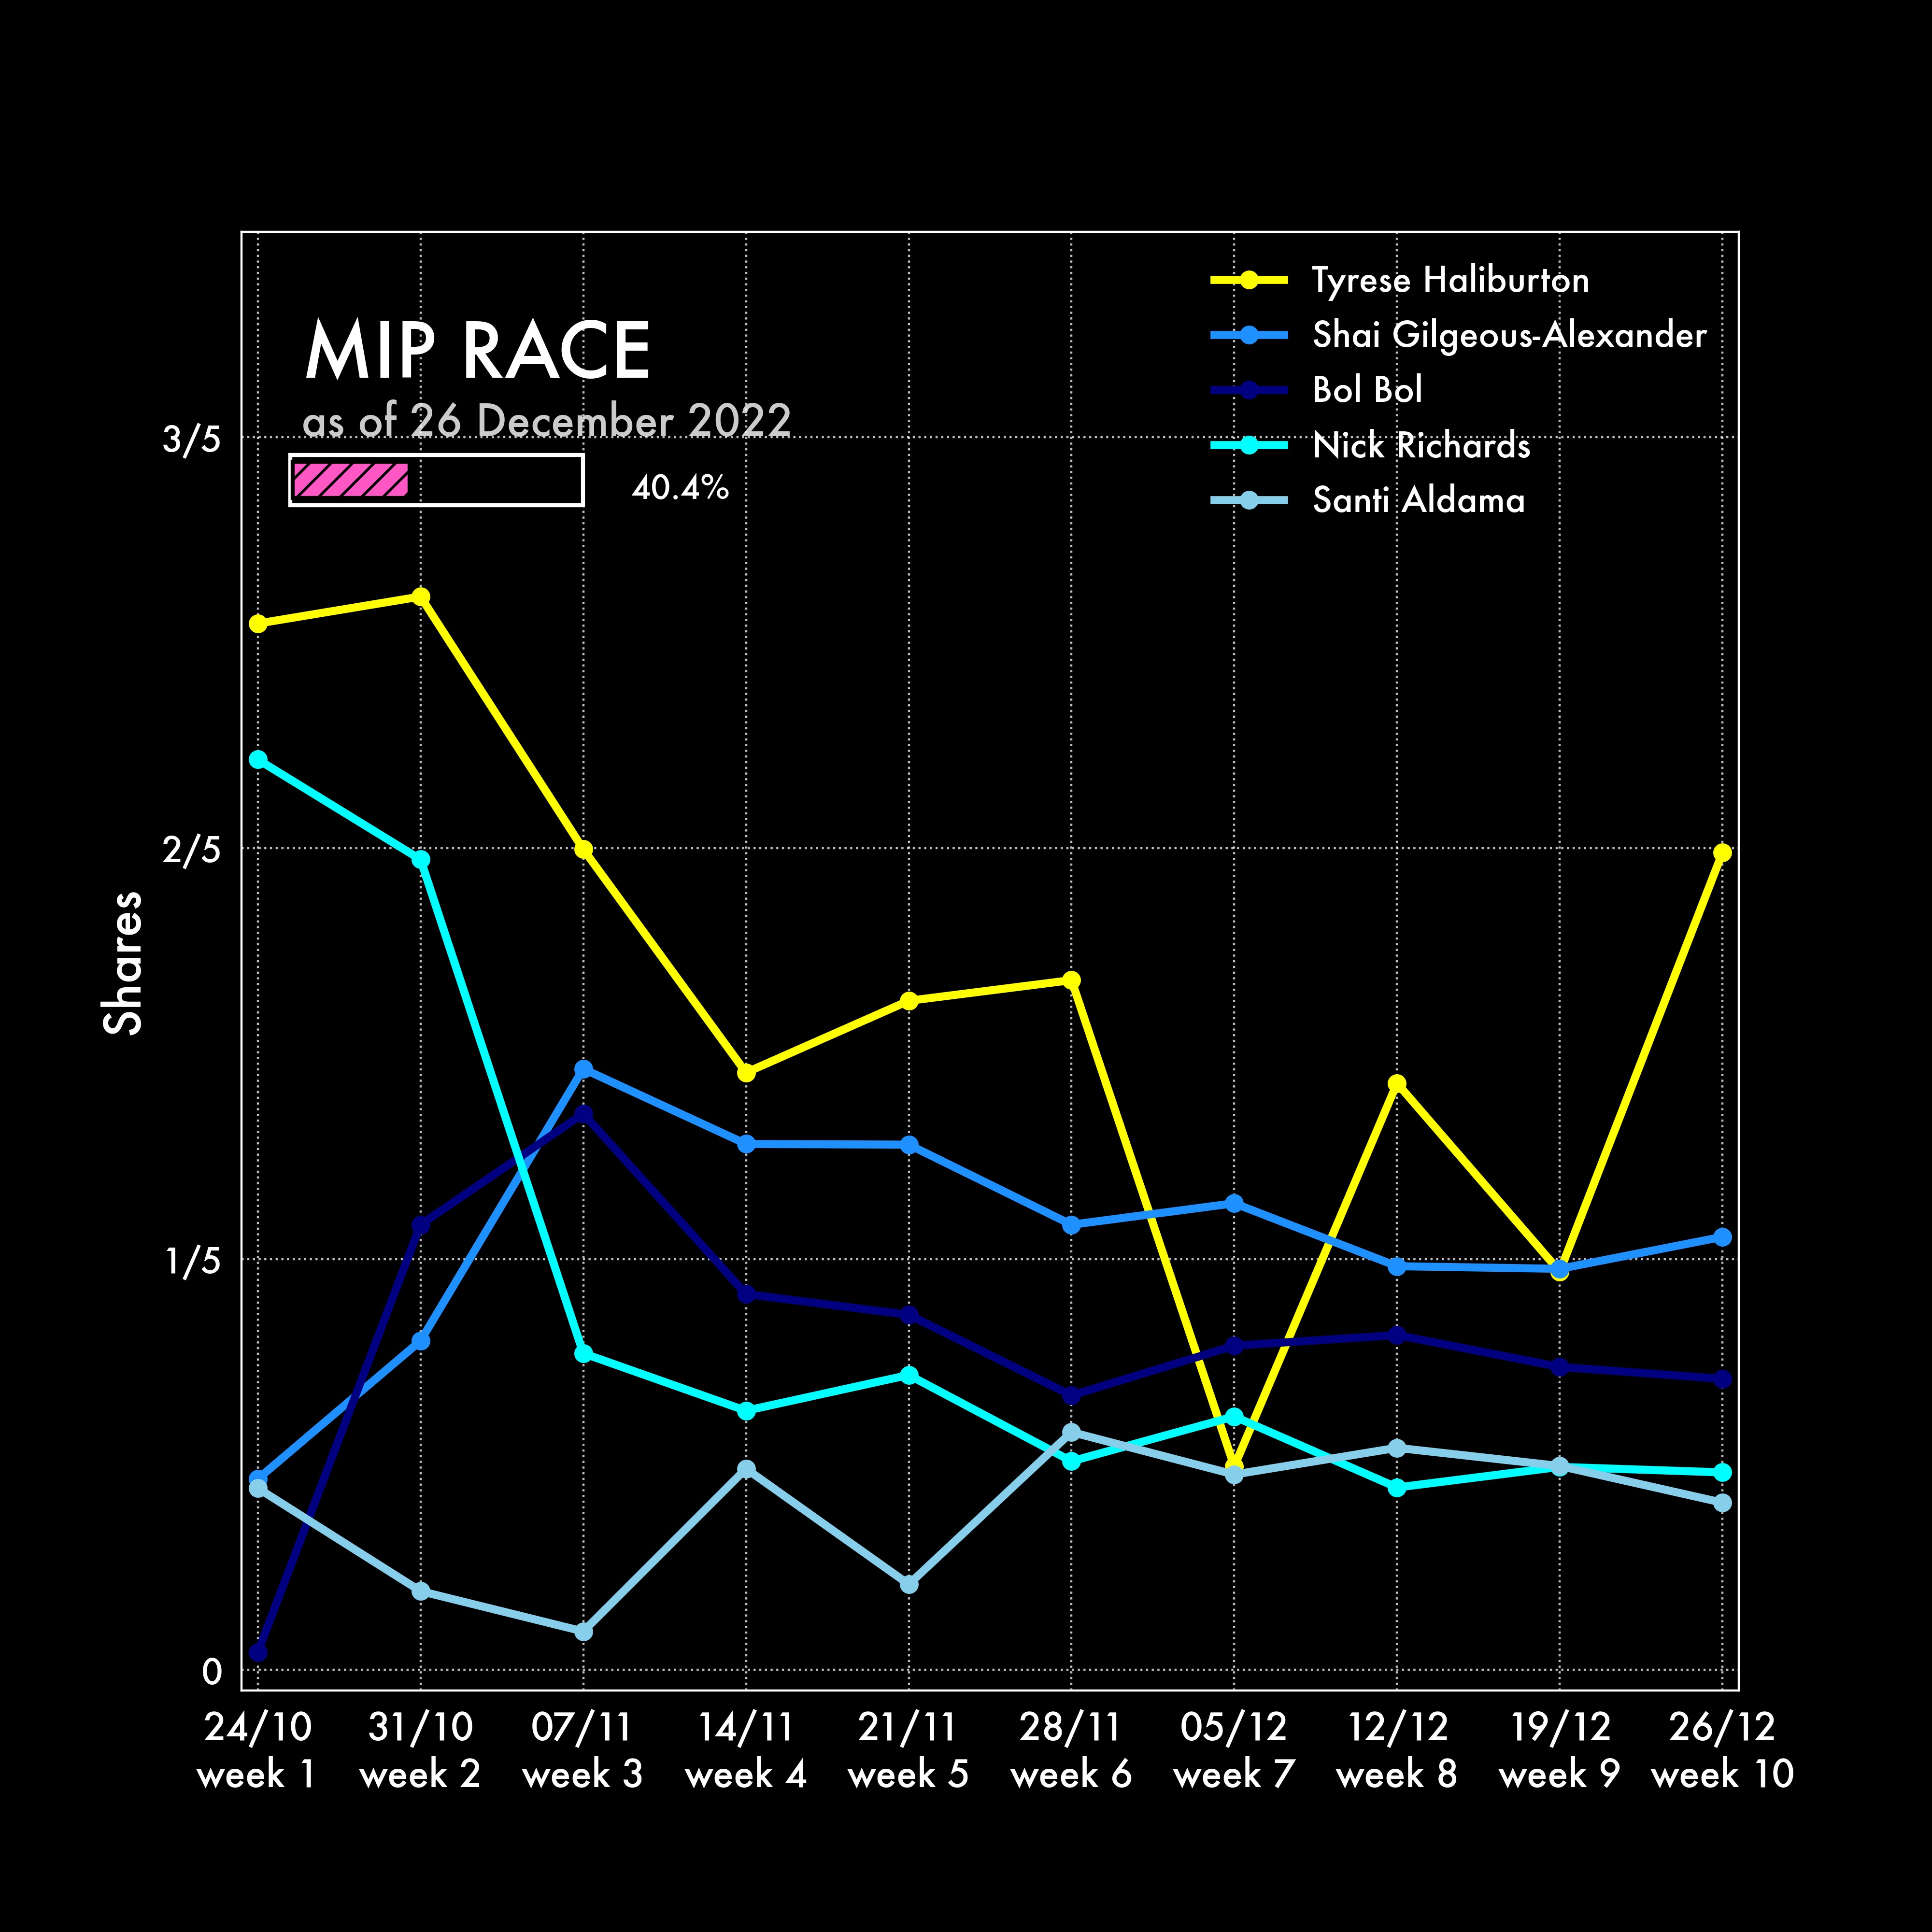 MIP RACE
as of 26 December 2022
40.4%
Tyrese Haliburton
Shai Gilgeous-Alexander
Bol Bol
Nick Richards
Santi Aldama
Shares
3/5
2/5
1/5
0
24/10 31/10 07/11 14/11 21/11 28/11 05/12 12/12 19/12 26/12
week 1 week 2 week 3 week 4 week 5 week 6 week 7 week 8 week 9 week 10